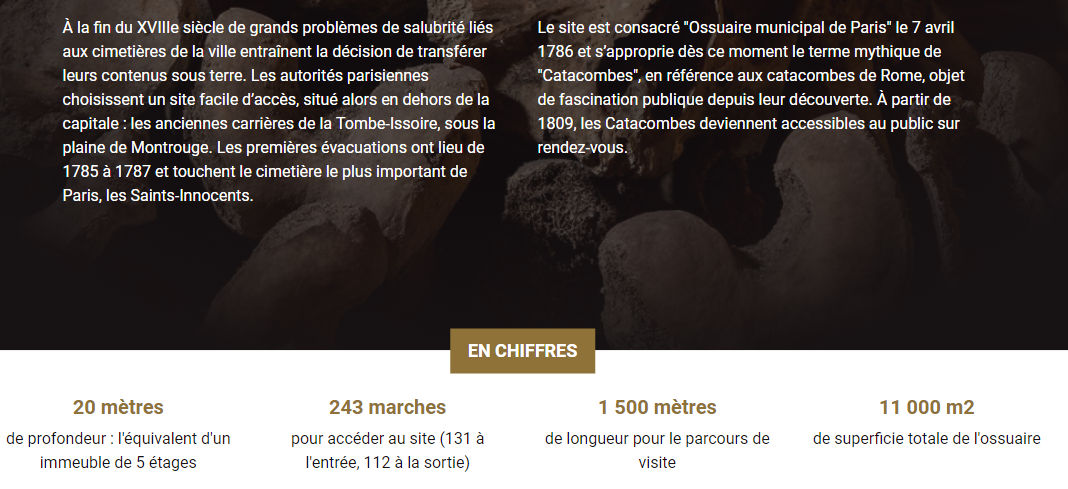 À la fin du XVIIIe siècle de grands problèmes de salubrité liés
aux cimetières de la ville entraînent la décision de transférer
leurs contenus sous terre. Les autorités parisiennes
choisissent un site facile d’accès, situé alors en dehors de la
capitale : les anciennes carrières de la Tombe-Issoire, sous la
plaine de Montrouge. Les premières évacuations ont lieu de
1785 à 1787 et touchent le cimetière le plus important de
Paris, les Saints-Innocents.
Le site est consacré "Ossuaire municipal de Paris" le 7 avril
1786 et s’approprie dès ce moment le terme mythique de
"Catacombes", en référence aux catacombes de Rome, objet
de fascination publique depuis leur découverte. À partir de
1809, les Catacombes deviennent accessibles au public sur
rendez-vous.
EN CHIFFRES
20 mètres
de profondeur : l'équivalent d'un
immeuble de 5 étages
243 marches
pour accéder au site (131 à
l'entrée, 112 à la sortie)
1 500 mètres
de longueur pour le parcours de
visite
11 000 m2
de superficie totale de l'ossuaire